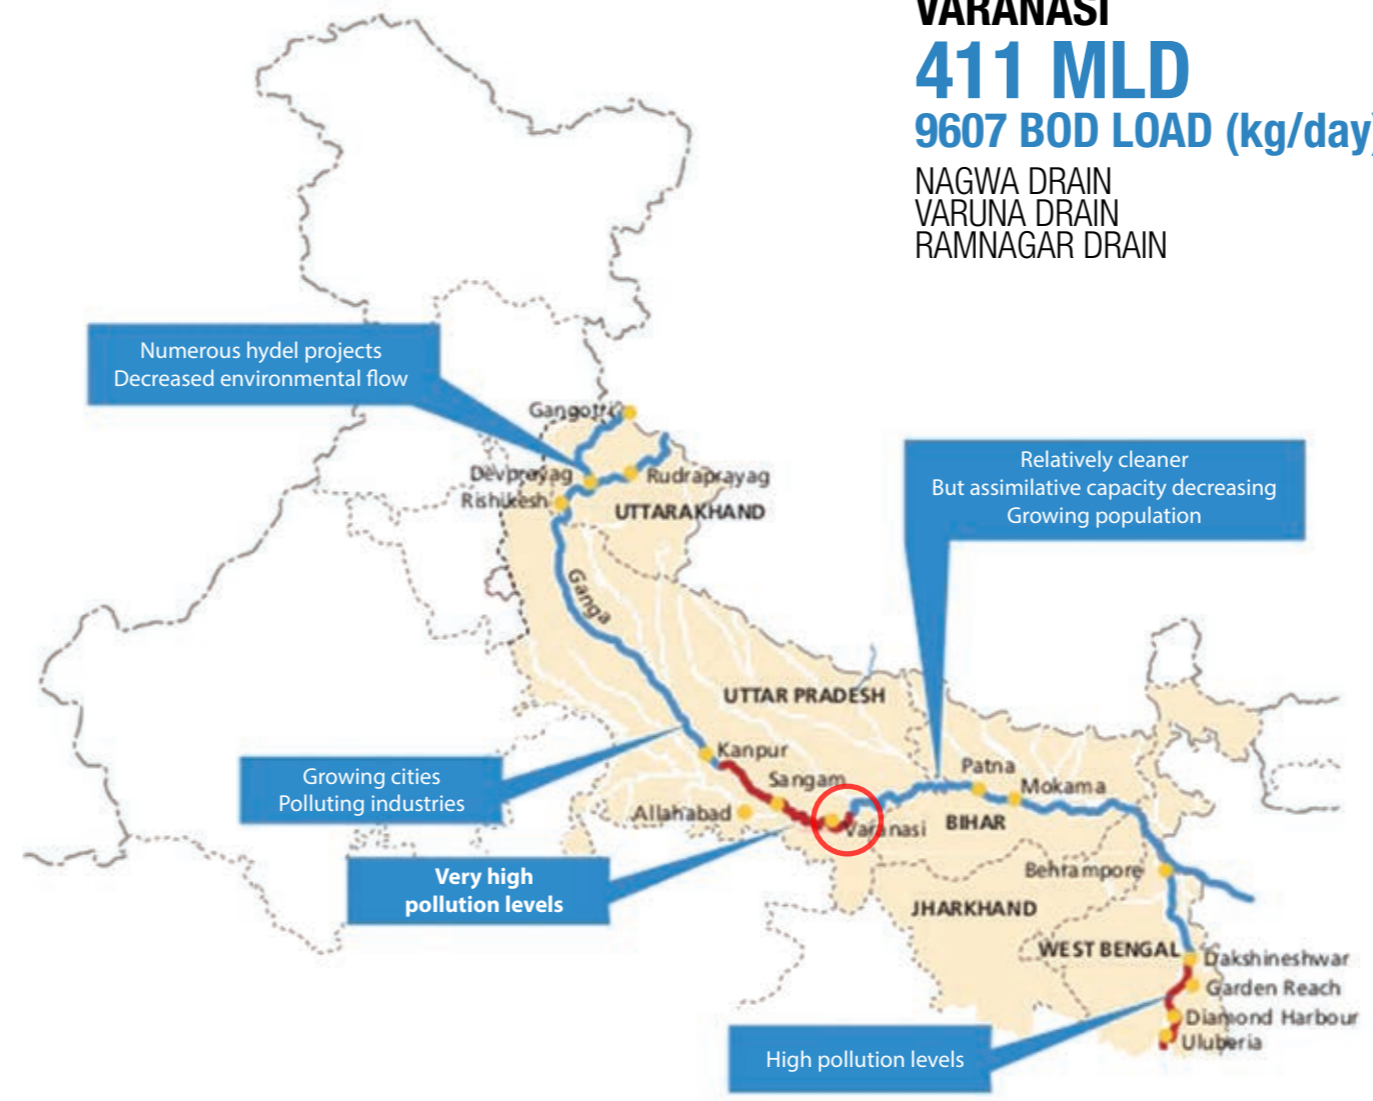 VARANASI
411 MLD
9607 BOD LOAD (kg/day)
NAGWA DRAIN
VARUNA DRAIN
RAMNAGAR DRAIN
Numerous hydel projects
Decreased environmental flow
Gangotri
Devprayag
Rudraprayag
Rishikesh
UTTARAKHAND
Relatively cleaner
But assimilative capacity decreasing
Growing population
Ganga
UTTAR PRADESH
Kanpur
Growing cities
Polluting industries
Sangam
Patna
Mokama
Allahabad
Varanasi
BIHAR
Very high
pollution levels
Behrampore
JHARKHAND
WEST BENGAL
Dakshineshwar
Garden Reach
Diamond Harbour
Uluberia
High pollution levels